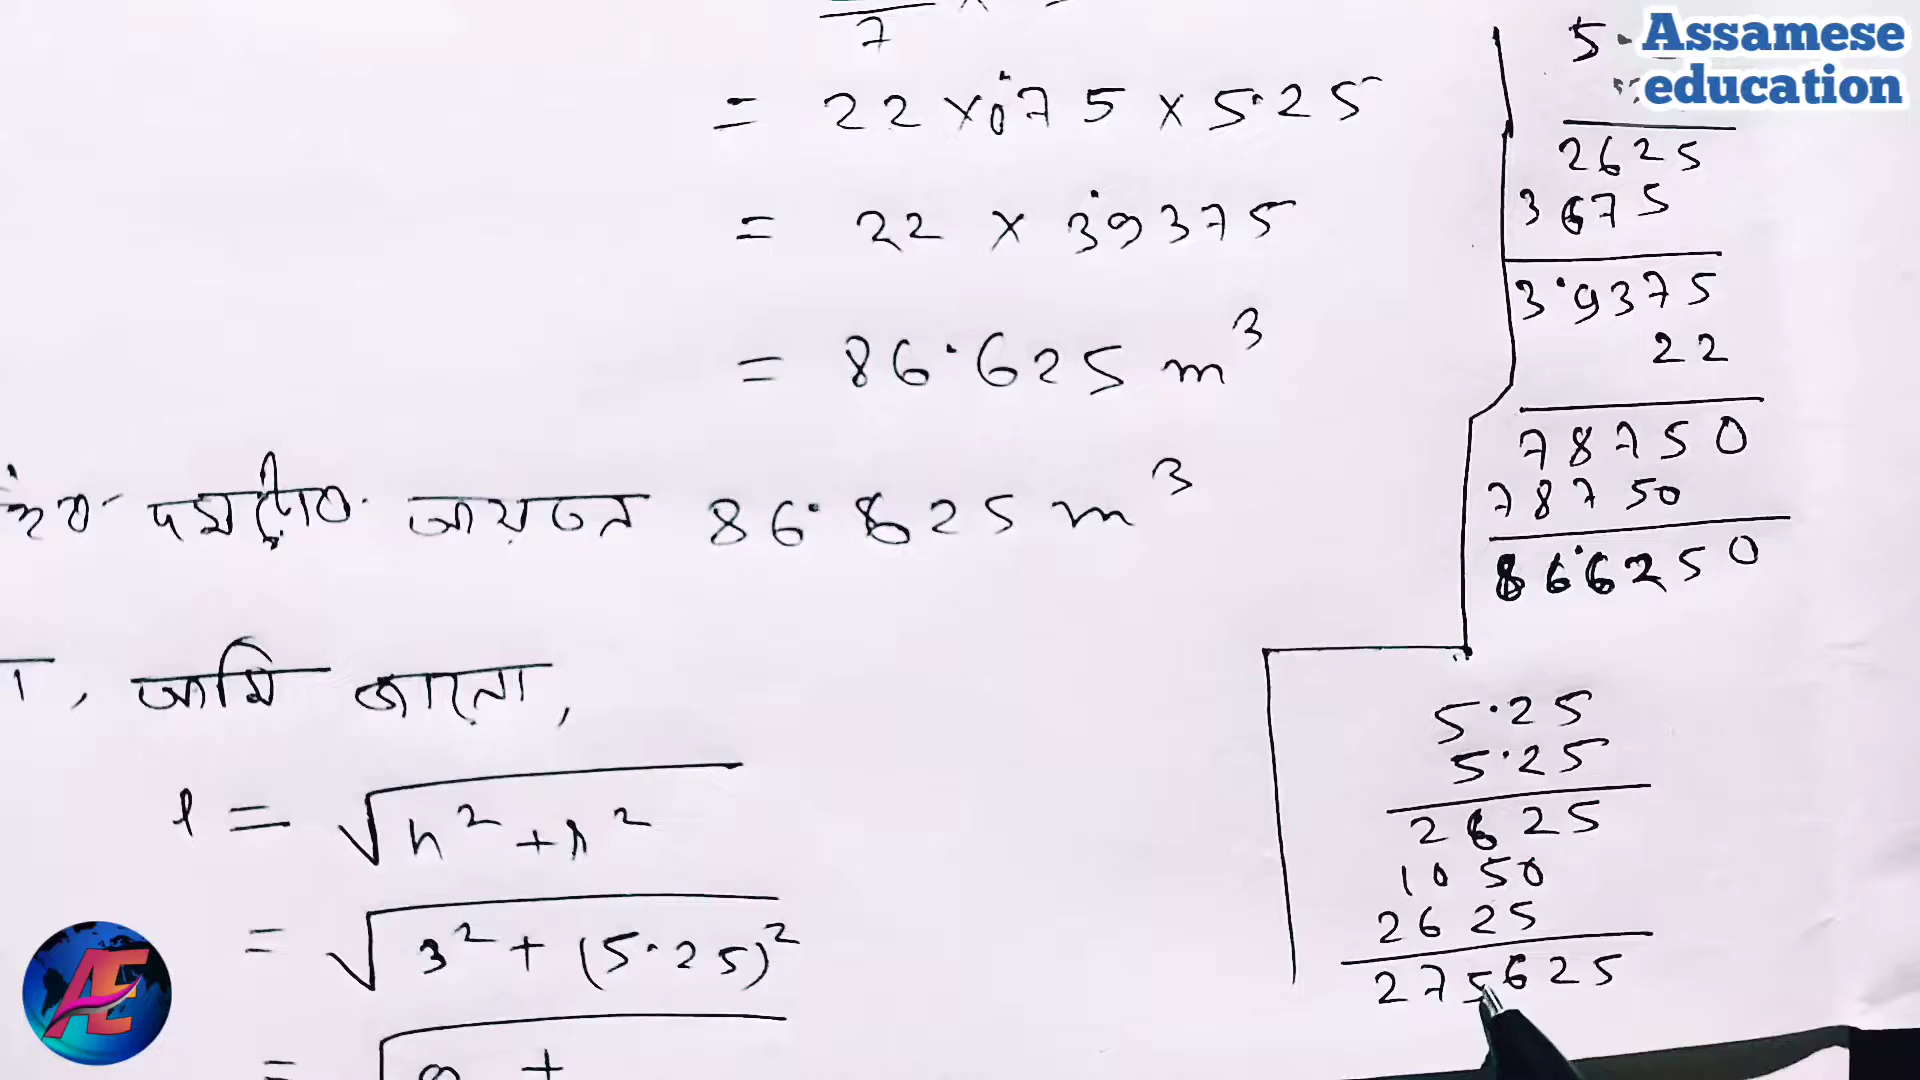 7
= 22 × 0.75 × 5.25
= 22 × 3.9375
= 86.625 m³
আয়তন 86.625 m³
, আমি জানো,
l = √h² + r²
= √3² + (5.25)²
=
+
5.
2625
3675
3.9375
22
78750
78750
86.6250
5.25
5.25
2625
1050
2625
275625
Assamese
education
Æ